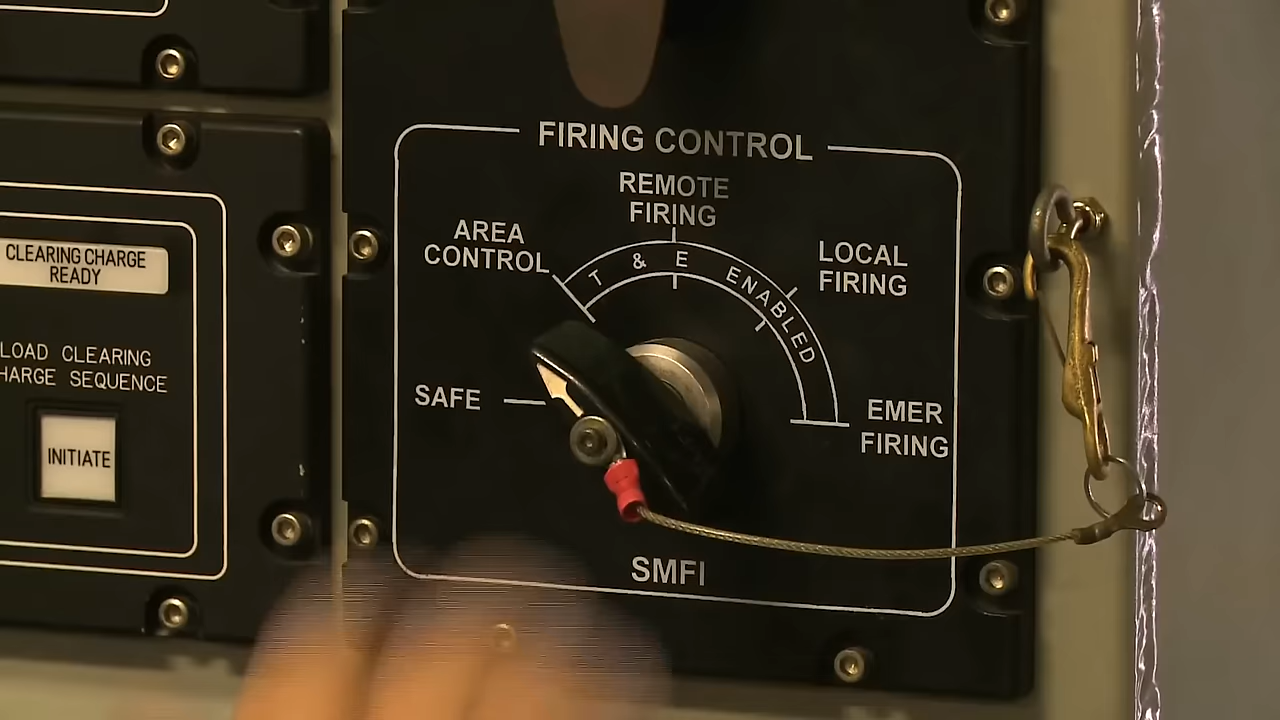 CLEARING CHARGE
READY
LOAD CLEARING
HARGE SEQUENCE
INITIATE
FIRING CONTROL
REMOTE
FIRING
AREA
CONTROL
LOCAL
FIRING
T & E ENABLED
SAFE
EMER
FIRING
SMFI